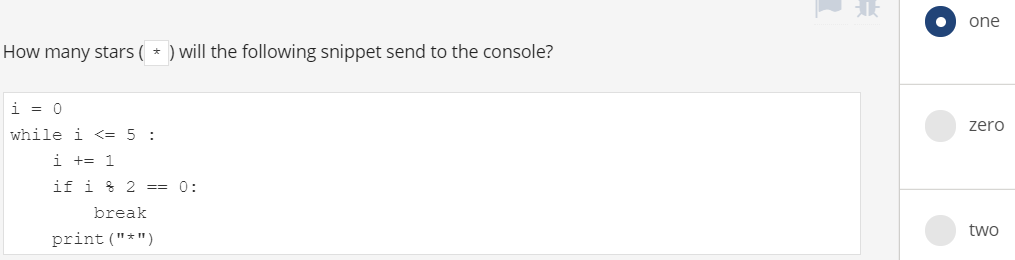 How many stars ( * ) will the following snippet send to the console?
i = 0
while i <= 5 :
    i += 1
    if i % 2 == 0:
        break
    print("*")
one
zero
two